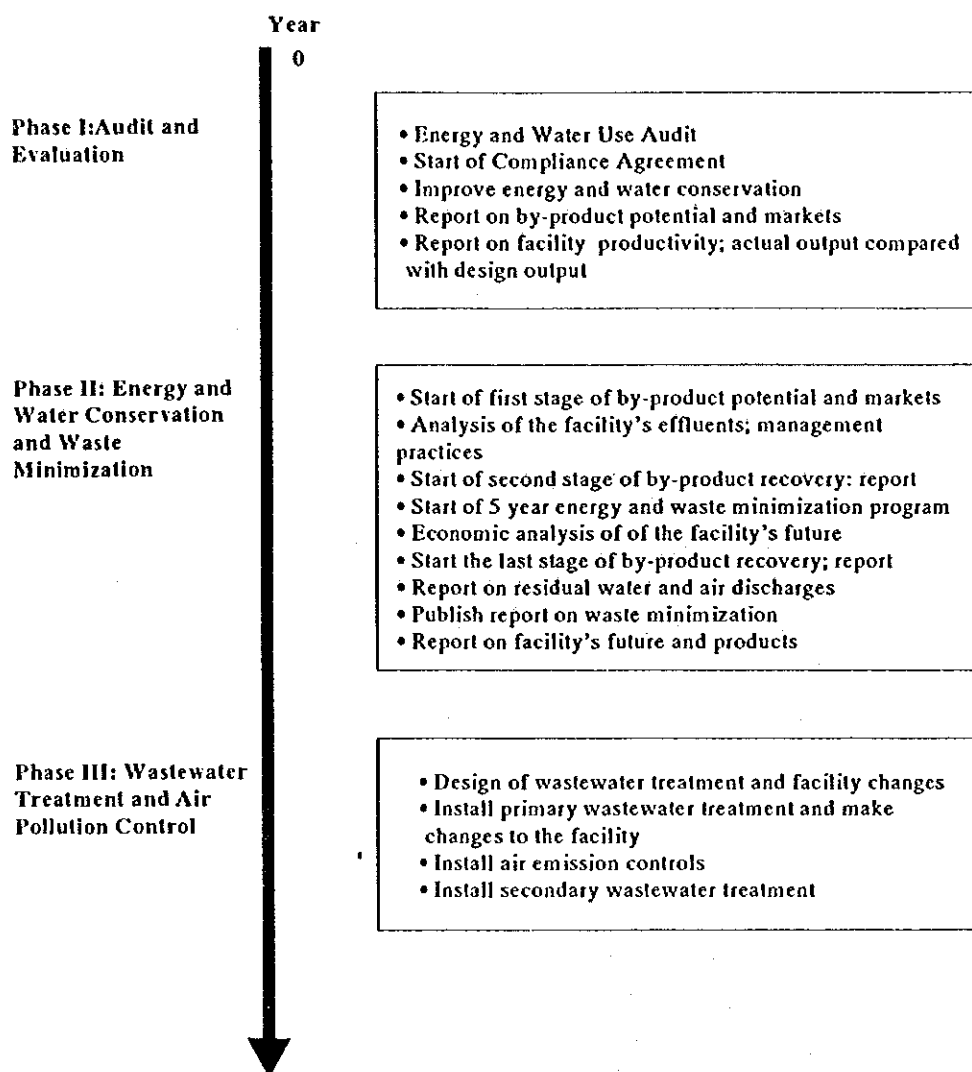 Year
0
Phase I:Audit and
Evaluation
• Energy and Water Use Audit
• Start of Compliance Agreement
• Improve energy and water conservation
• Report on by-product potential and markets
• Report on facility productivity; actual output compared
with design output
Phase II: Energy and
Water Conservation
and Waste
Minimization
• Start of first stage of by-product potential and markets
• Analysis of the facility's effluents; management
practices
• Start of second stage of by-product recovery: report
• Start of 5 year energy and waste minimization program
• Economic analysis of of the facility's future
• Start the last stage of by-product recovery; report
• Report on residual water and air discharges
• Publish report on waste minimization
• Report on facility's future and products
Phase III: Wastewater
Treatment and Air
Pollution Control
• Design of wastewater treatment and facility changes
• Install primary wastewater treatment and make
changes to the facility
• Install air emission controls
• Install secondary wastewater treatment